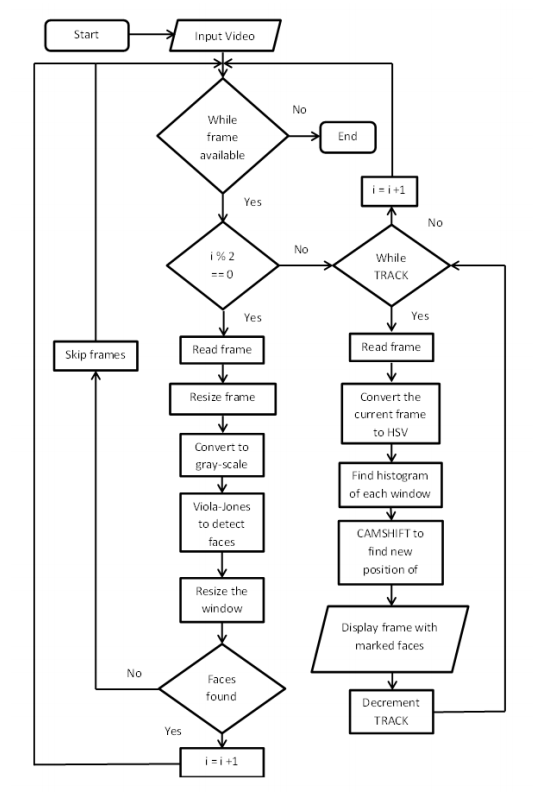 Start
Input Video
While
frame
available
No
End
Yes
i % 2
==0
No
Yes
Read frame
Resize frame
Convert to
gray-scale
Viola-Jones
to detect
faces
Resize the
window
Faces
found
No
Skip frames
Yes
i = i +1
While
TRACK
No
i = i +1
Yes
Read frame
Convert the
current frame
to HSV
Find histogram
of each window
CAMSHIFT to
find new
position of
Display frame with
marked faces
Decrement
TRACK